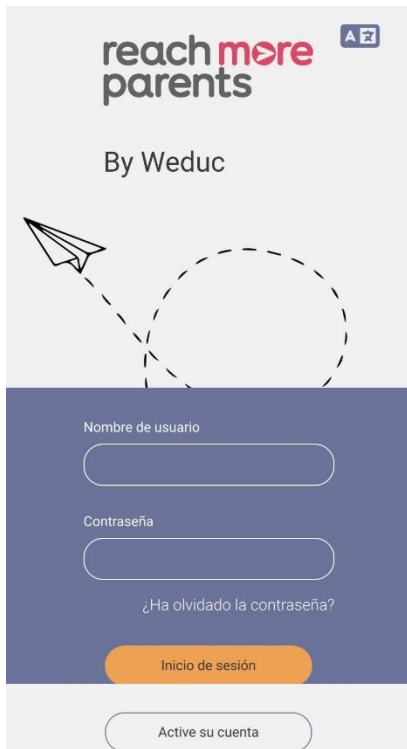 reach more
parents
A 文
By Weduc
Nombre de usuario
Contraseña
¿Ha olvidado la contraseña?
Inicio de sesión
Active su cuenta